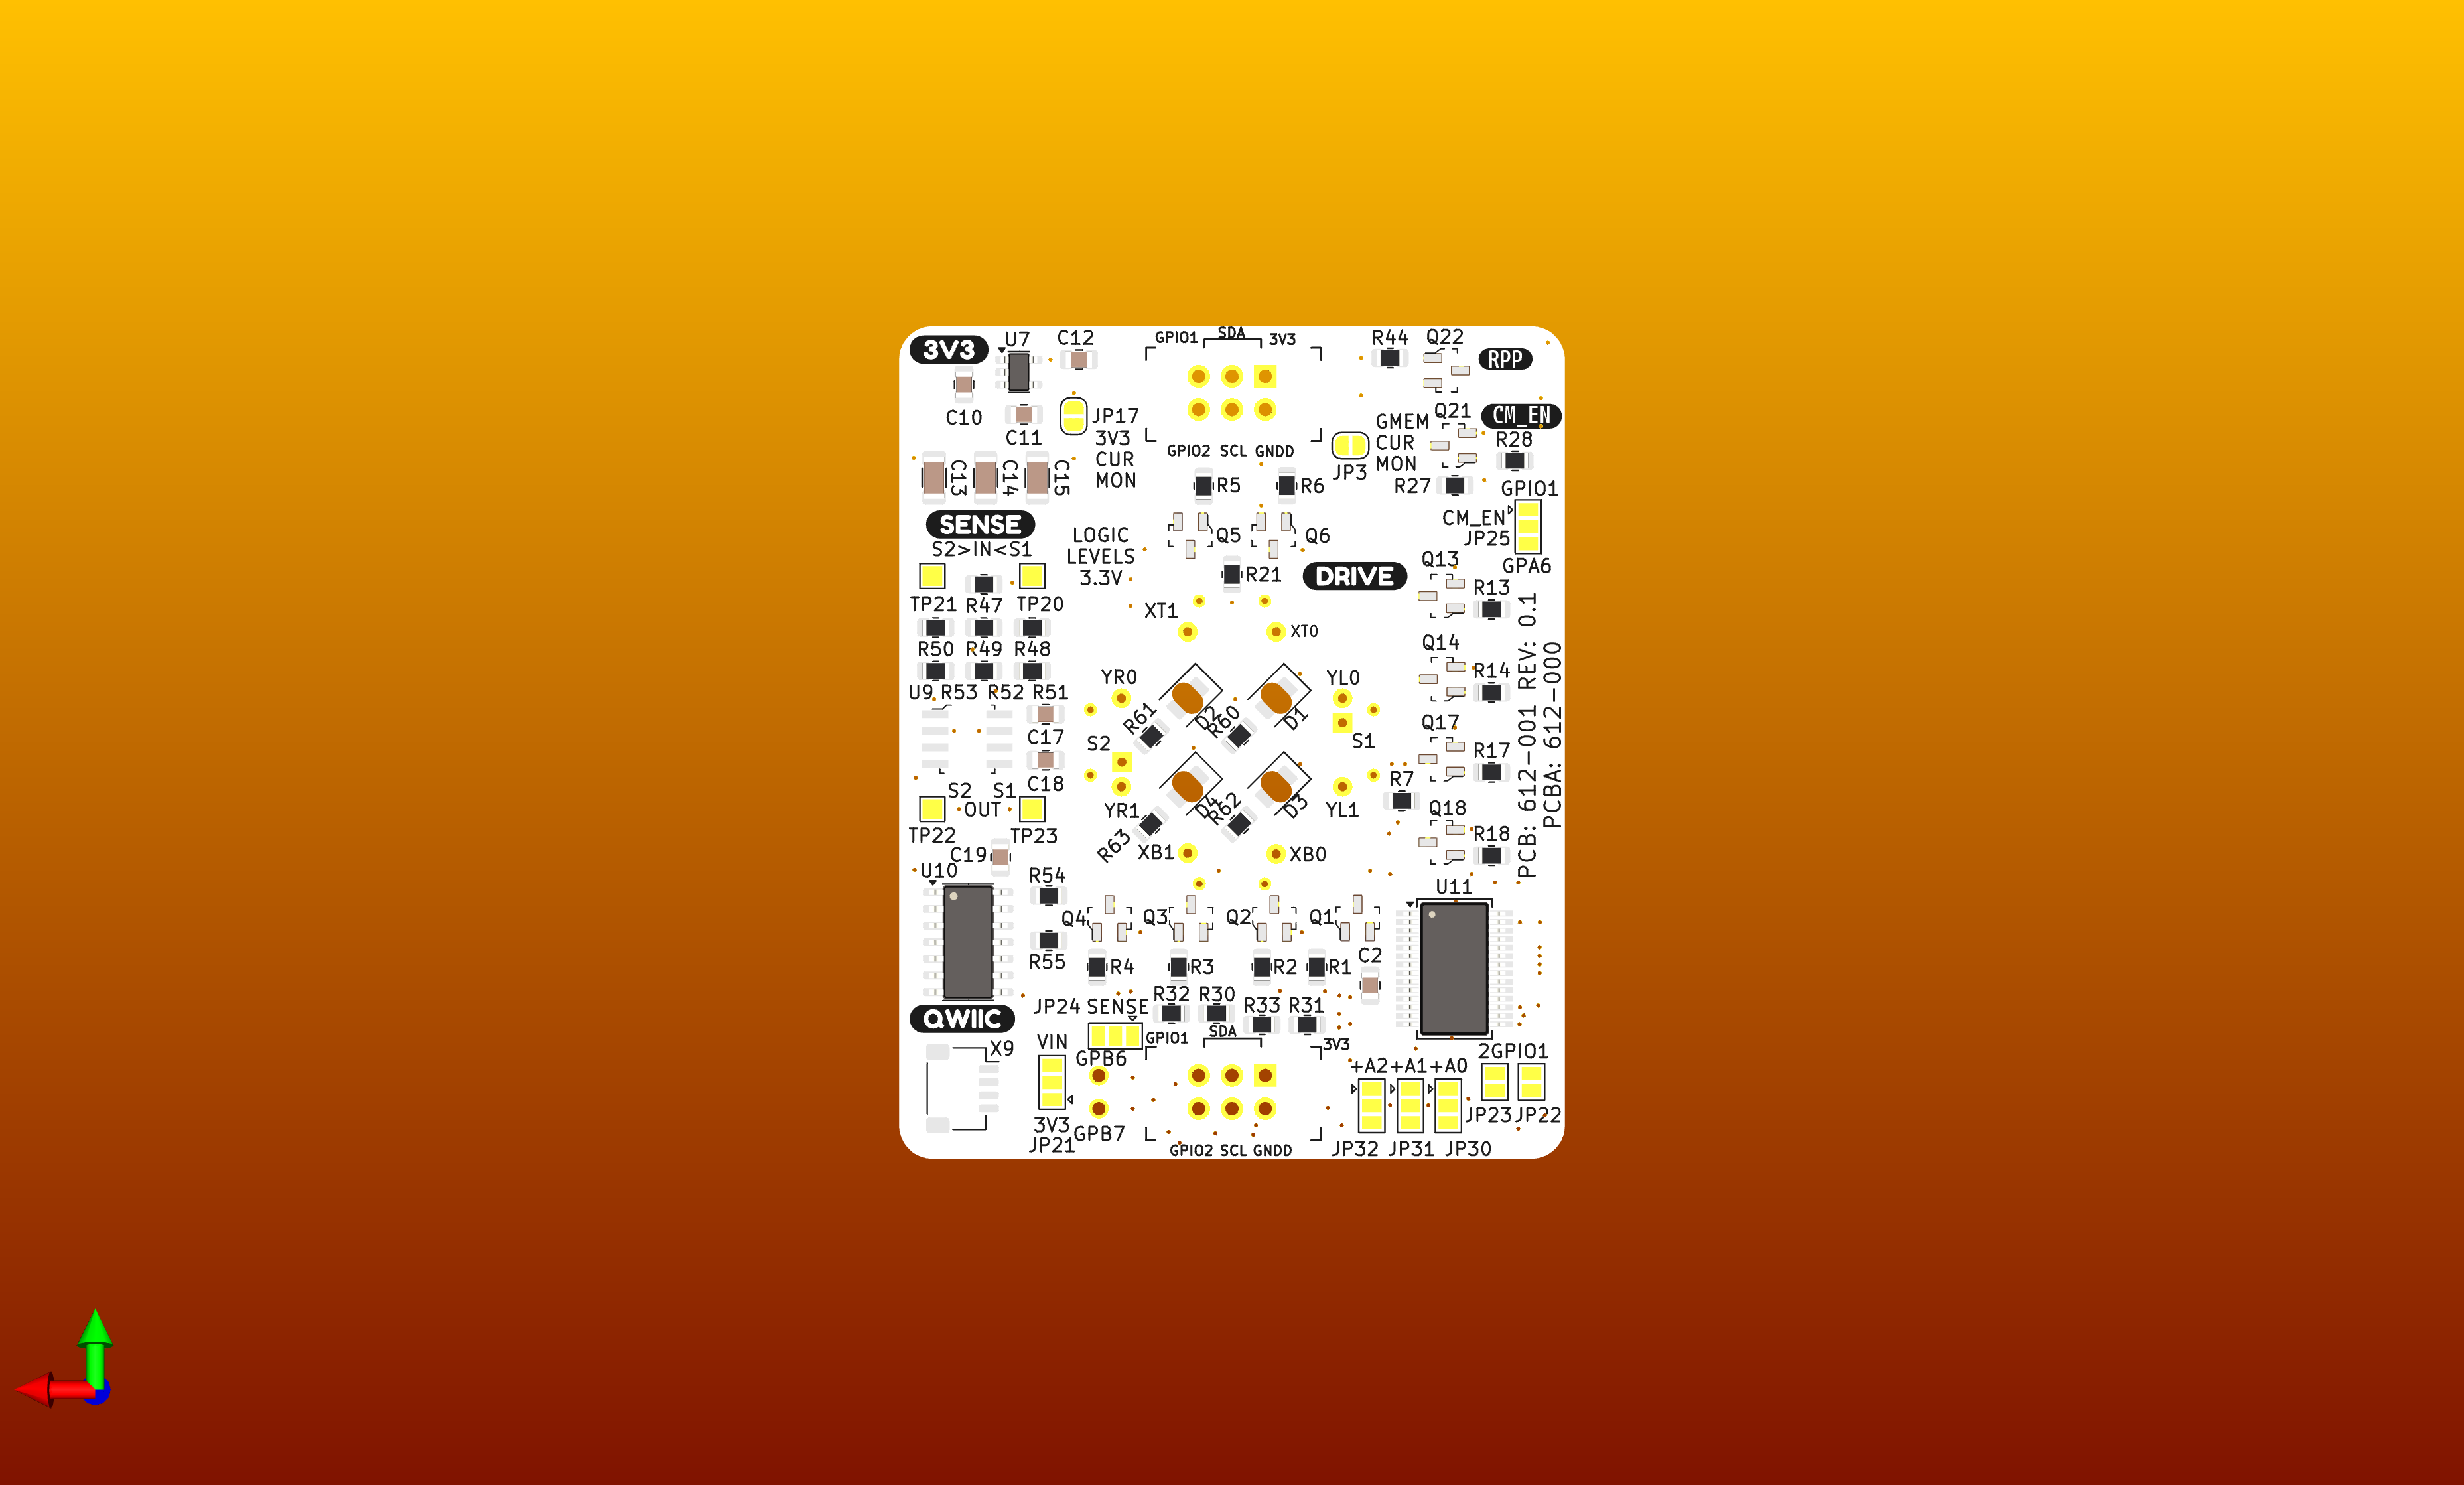 3V3
U7
C12
GPIO1
SDA
3V3
R44
Q22
RPP
C10
C11
JP17
3V3
CUR
MON
GPIO2 SCL GNDD
JP3
GMEM
CUR
MON
Q21
CM_EN
R28
R27
GPIO1
C13
C14
C15
R5
R6
CM_EN
JP25
GPA6
SENSE
S2>IN<S1
LOGIC
LEVELS
3.3V
Q5
Q6
R21
DRIVE
Q13
R13
TP21
R47
TP20
XT1
XT0
R50
R49
R48
Q14
R14
U9
R53
R52
R51
YR0
YL0
R61
D2
R60
D1
Q17
R17
C17
S2
S1
C18
R7
S2
S1
OUT
YR1
D4
R62
D3
YL1
Q18
R18
TP22
TP23
R63
XB1
XB0
PCB: 612-001 REV: 0.1
PCBA: 612-000
C19
U10
R54
U11
Q4
Q3
Q2
Q1
R55
R4
R3
R2
R1
C2
JP24 SENSE
R32
R30
R33
R31
QWIIC
X9
VIN
GPB6
GPIO1
SDA
3V3
+A2
+A1
+A0
2GPIO1
3V3
JP21
GPB7
JP23
JP22
GPIO2 SCL GNDD
JP32
JP31
JP30